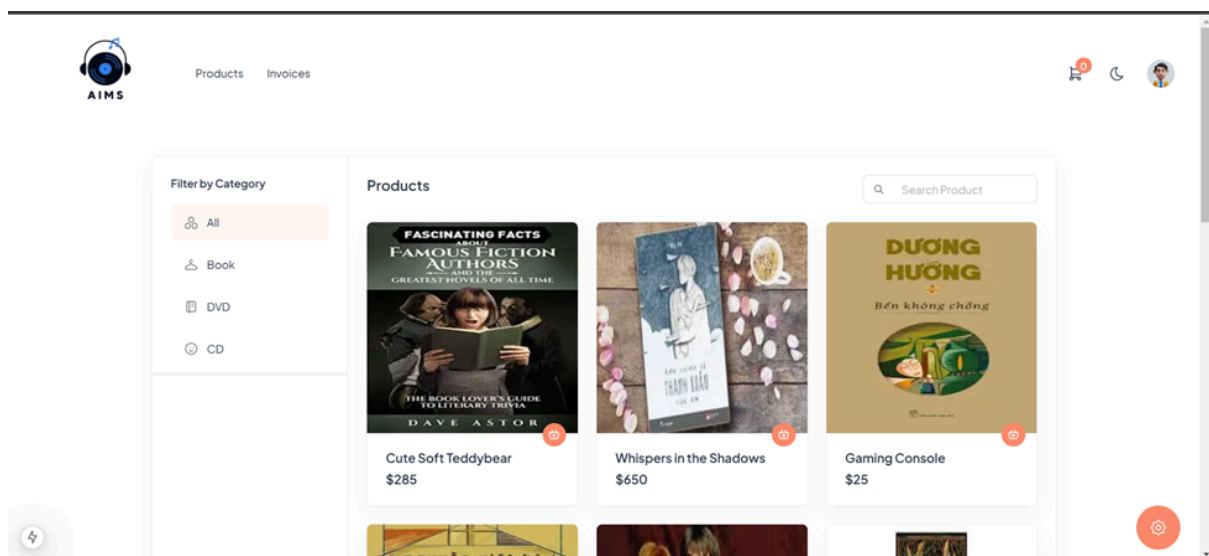 AIMS
Products
Invoices
0
Filter by Category
All
Book
DVD
CD
Products
Search Product
FASCINATING FACTS
ABOUT
FAMOUS FICTION
AUTHORS
AND THE
GREATEST NOVELS OF ALL TIME
THE BOOK LOVER'S GUIDE
TO LITERARY TRIVIA
DAVE ASTOR
Cute Soft Teddybear
$285
THANH XUÂN
Whispers in the Shadows
$650
DƯƠNG
HƯỚNG
Bến không chồng
Gaming Console
$25